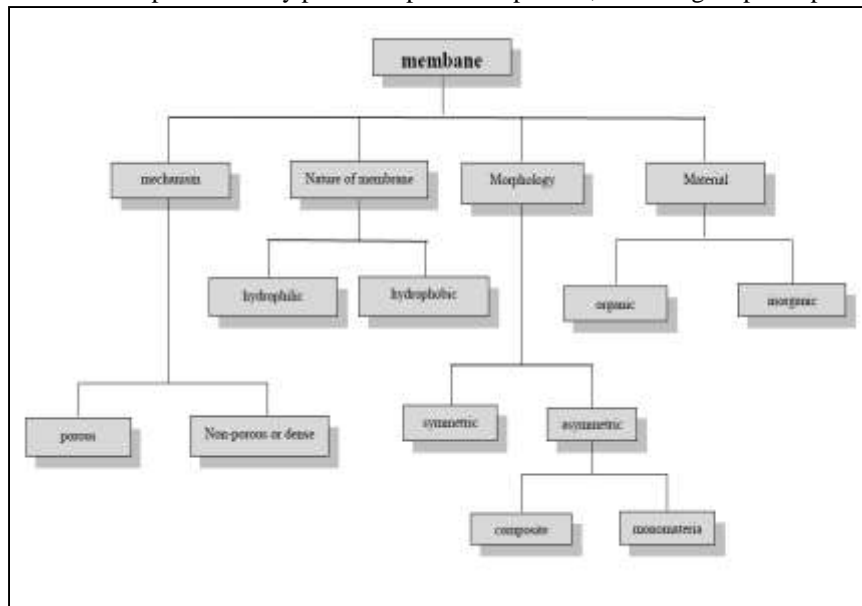 membane
mechanism
Nature of membrane
Morphology
Material
hydrophilic
hydrophobic
organic
inorganic
symmetric
asymmetric
porous
Non-porous or dense
composite
monomateria